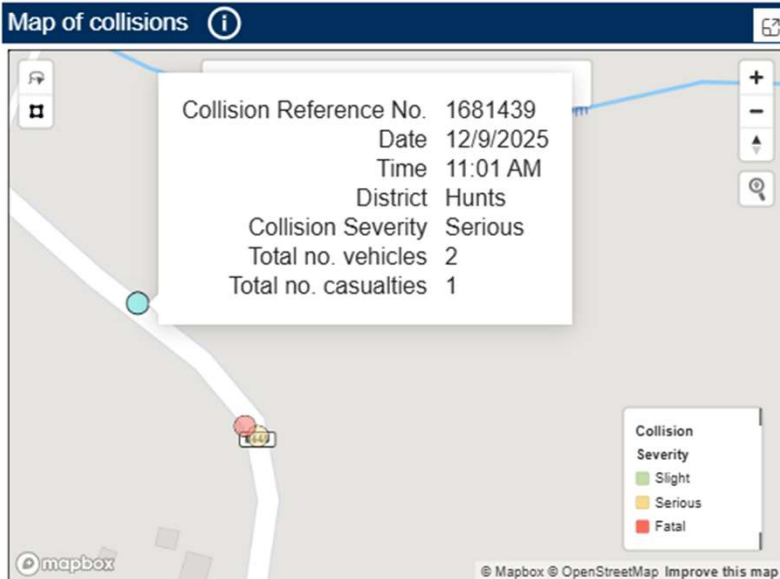 Map of collisions
Collision Reference No. 1681439
Date 12/9/2025
Time 11:01 AM
District Hunts
Collision Severity Serious
Total no. vehicles 2
Total no. casualties 1
Collision
Severity
Slight
Serious
Fatal
mapbox
© Mapbox © OpenStreetMap Improve this map